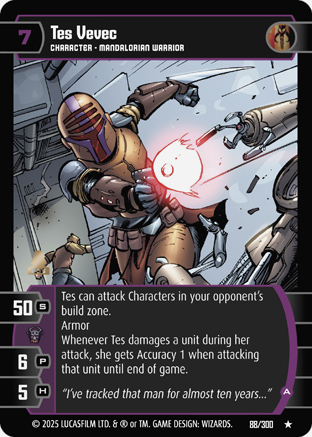 7
Tes Vevec
CHARACTER - MANDALORIAN WARRIOR
50 S
Tes can attack Characters in your opponent's
build zone.
Armor
Whenever Tes damages a unit during her
attack, she gets Accuracy 1 when attacking
that unit until end of game.
6 P
5 H
"I've tracked that man for almost ten years..."
A
© 2025 LUCASFILM LTD. & ® or TM. GAME DESIGN: WIZARDS.
88/300 ★